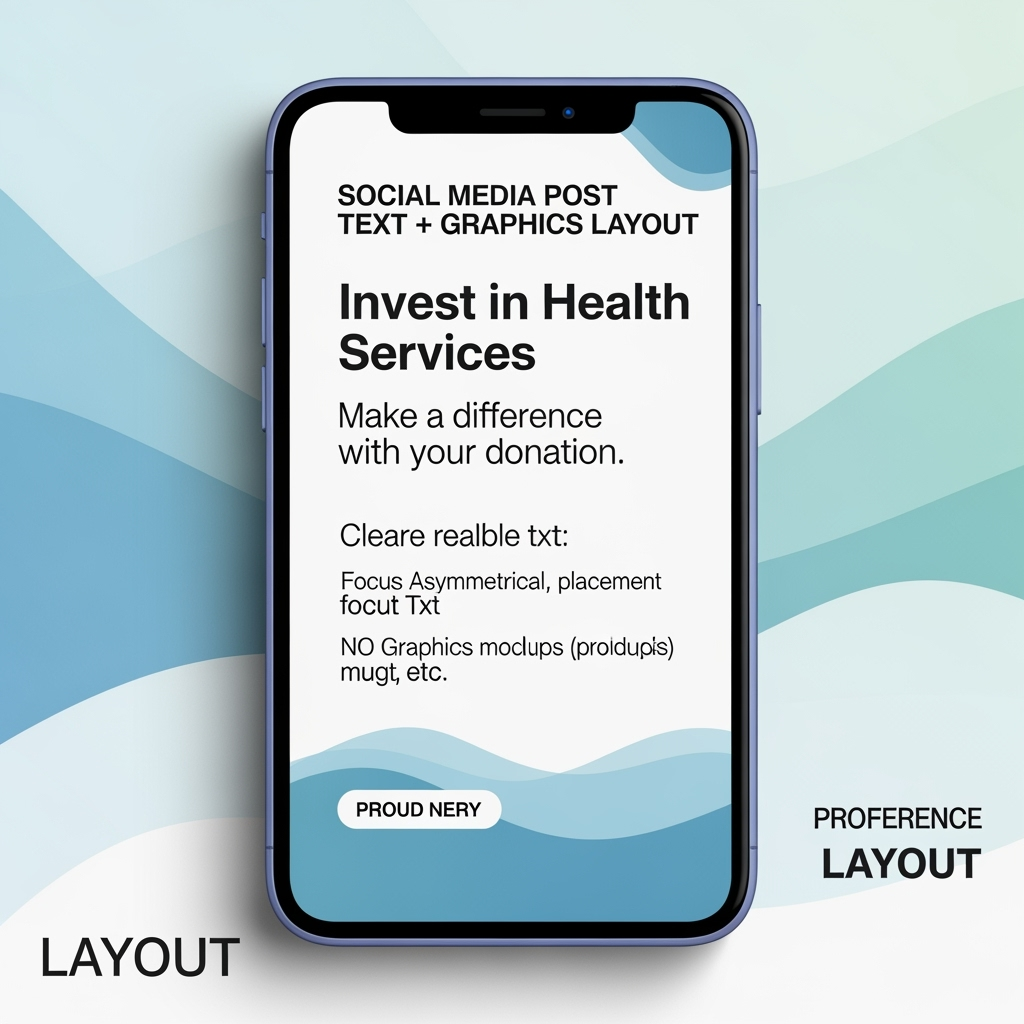 SOCIAL MEDIA POST
TEXT + GRAPHICS LAYOUT
Invest in Health
Services
Make a difference
with your donation.
Cleare realble txt:
Focus Asymmetrical, placement
focut Txt
NO Graphics moclups
mugt, etc.
PROUD NERY
PROFERENCE
LAYOUT
LAYOUT